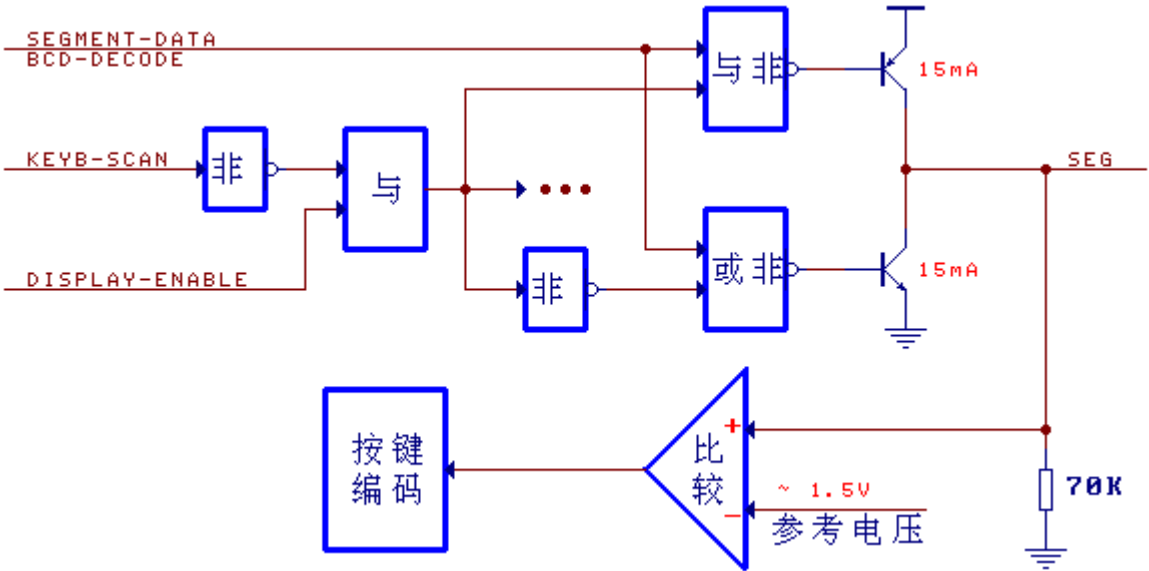 SEGMENT-DATA
BCD-DECODE
与非
15mA
KEYB-SCAN
非
与
SEG
DISPLAY-ENABLE
非
或非
15mA
按键
编码
比
较
+
-
~ 1.5V
参考电压
70K